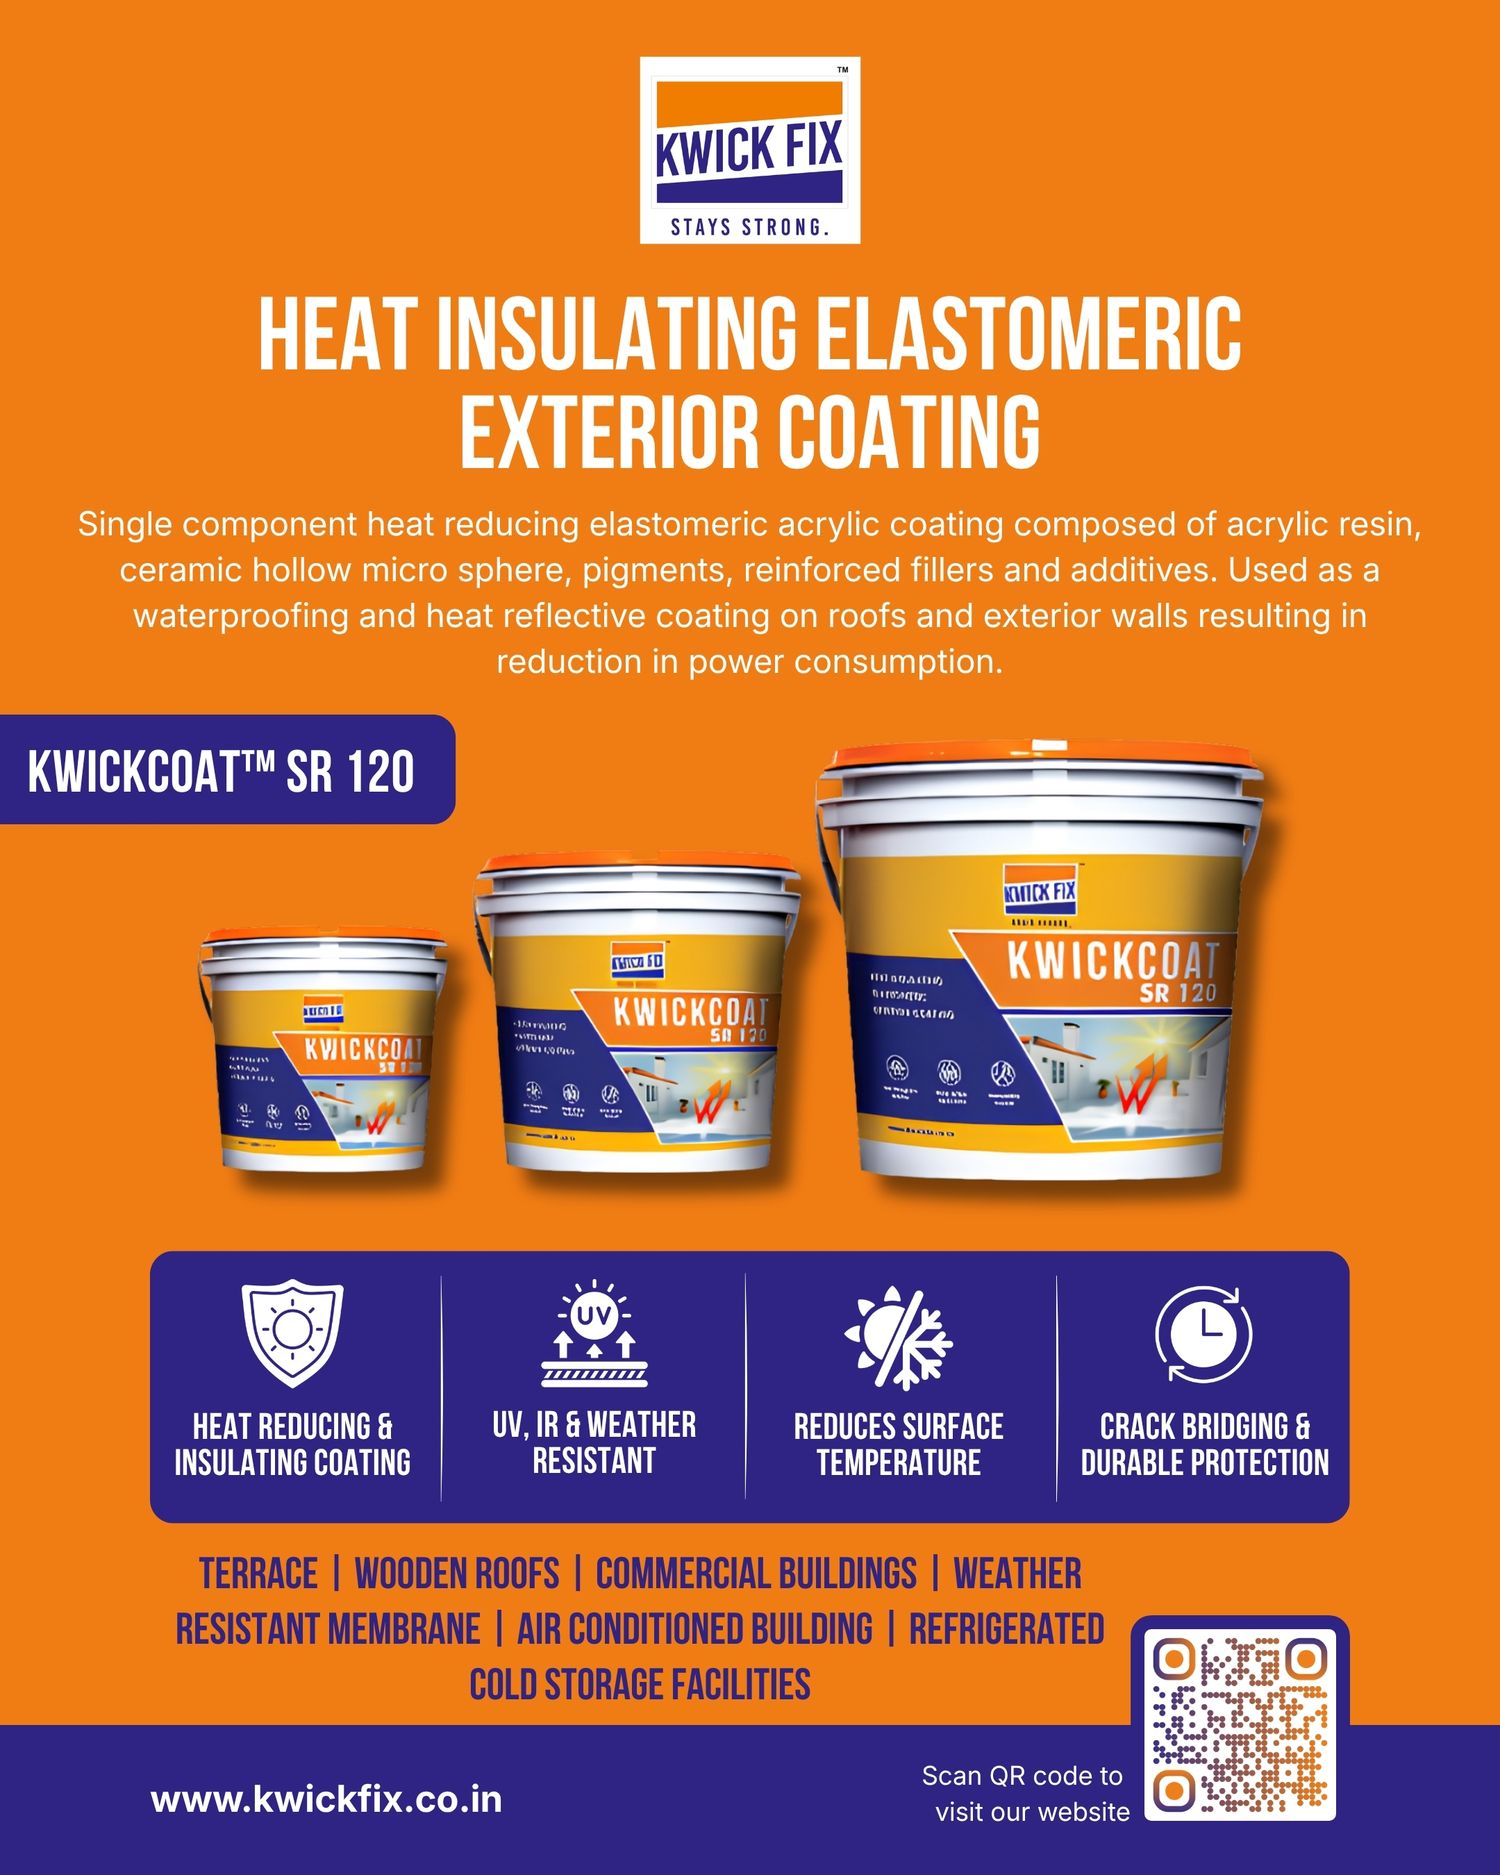 TM
KWICK FIX
STAYS STRONG.
HEAT INSULATING ELASTOMERIC
EXTERIOR COATING
Single component heat reducing elastomeric acrylic coating composed of acrylic resin,
ceramic hollow micro sphere, pigments, reinforced fillers and additives. Used as a
waterproofing and heat reflective coating on roofs and exterior walls resulting in
reduction in power consumption.
KWICKCOAT™ SR 120
KWICKCOAT
KWICKCOAT
SR 120
KWICK FIX
KWICKCOAT
SR 120
UV
HEAT REDUCING &
INSULATING COATING
UV, IR & WEATHER
RESISTANT
REDUCES SURFACE
TEMPERATURE
CRACK BRIDGING &
DURABLE PROTECTION
TERRACE | WOODEN ROOFS | COMMERCIAL BUILDINGS | WEATHER
RESISTANT MEMBRANE | AIR CONDITIONED BUILDING | REFRIGERATED
COLD STORAGE FACILITIES
www.kwickfix.co.in
Scan QR code to
visit our website